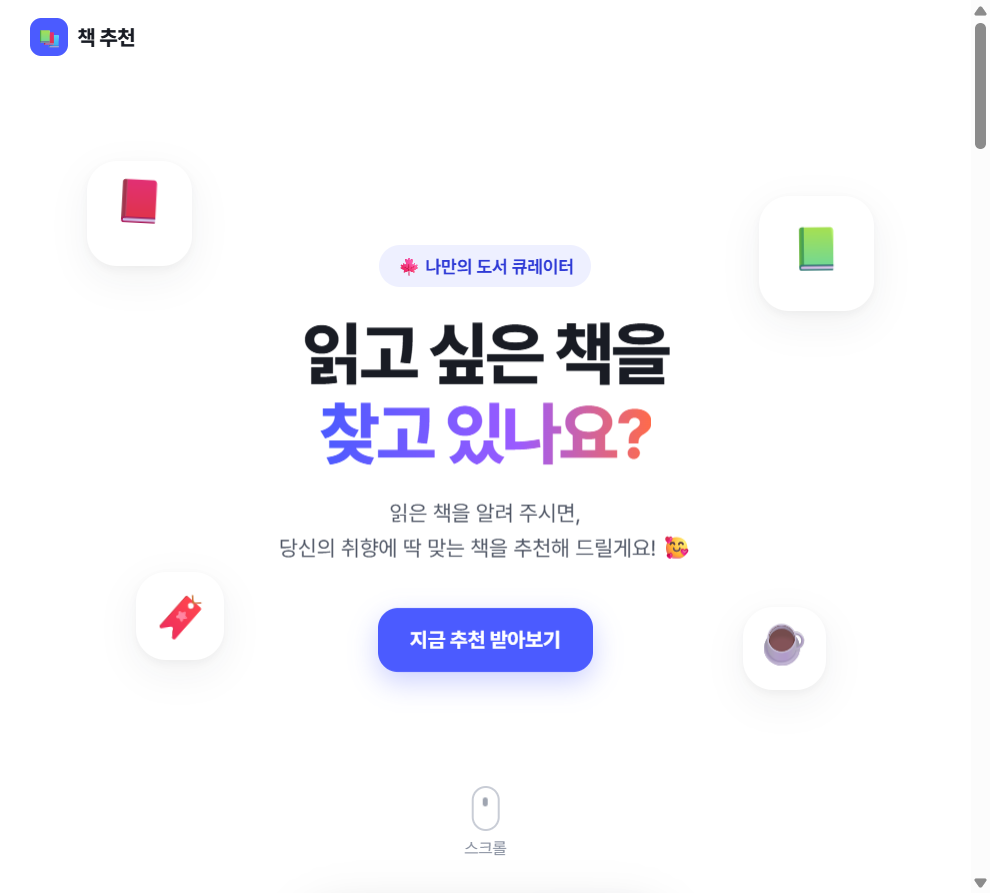 책 추천
나만의 도서 큐레이터
읽고 싶은 책을
찾고 있나요?
읽은 책을 알려 주시면,
당신의 취향에 딱 맞는 책을 추천해 드릴게요! 🥰
지금 추천 받아보기
스크롤